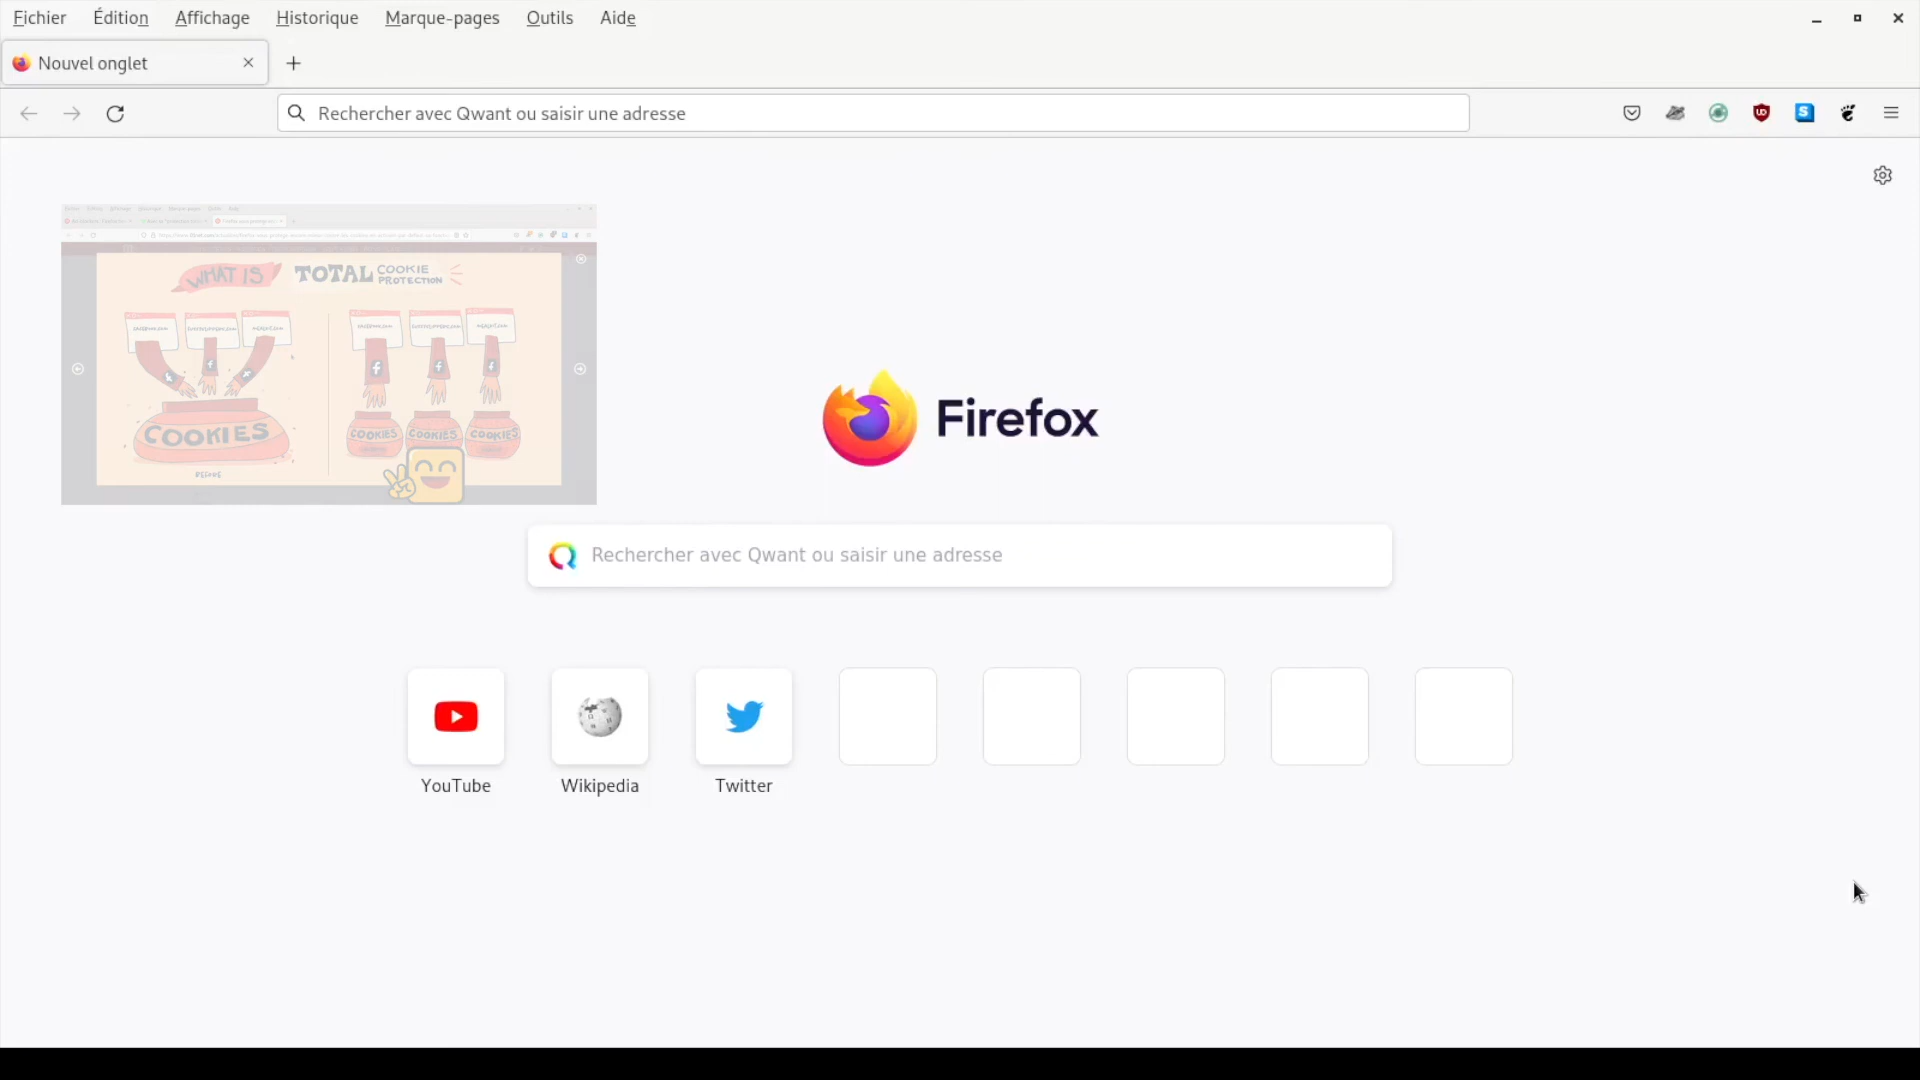 Fichier Édition Affichage Historique Marque-pages Outils Aide
Nouvel onglet
Rechercher avec Qwant ou saisir une adresse
WHAT IS TOTAL COOKIE PROTECTION
COOKIES
COOKIES COOKIES COOKIES
Firefox
Rechercher avec Qwant ou saisir une adresse
YouTube Wikipedia Twitter